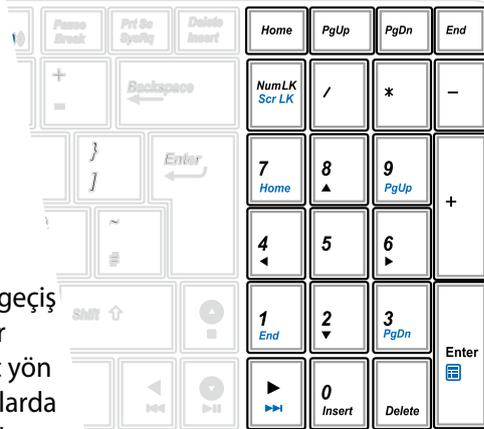 Pause Break Prt Sc SysRq Delete Insert Home PgUp PgDn End
+ = Backspace NumLK Scr LK / * −
} ] Enter 7 Home 8 9 PgUp +
~ # 4 5 6
geçiş Shift 1 End 2 3 PgDn Enter
yön
larda 0 Insert Delete